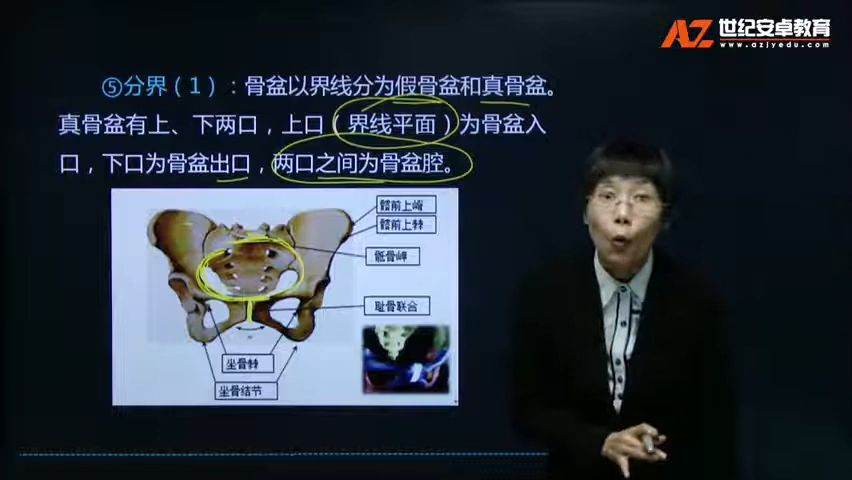 世纪安卓教育
www.azjyedu.com
⑤分界（1）：骨盆以界线分为假骨盆和真骨盆。
真骨盆有上、下两口，上口（界线平面）为骨盆入
口，下口为骨盆出口，两口之间为骨盆腔。
髂前上嵴
髂前上棘
骶骨岬
耻骨联合
坐骨棘
坐骨结节